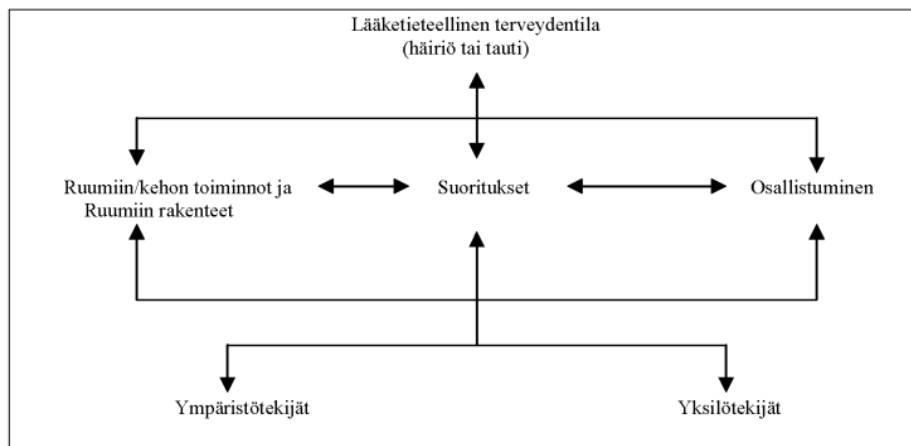 Lääketieteellinen terveydentila
(häiriö tai tauti)
Ruumiin/kehon toiminnot ja
Ruumiin rakenteet
Suoritukset
Osallistuminen
Ympäristötekijät
Yksilötekijät